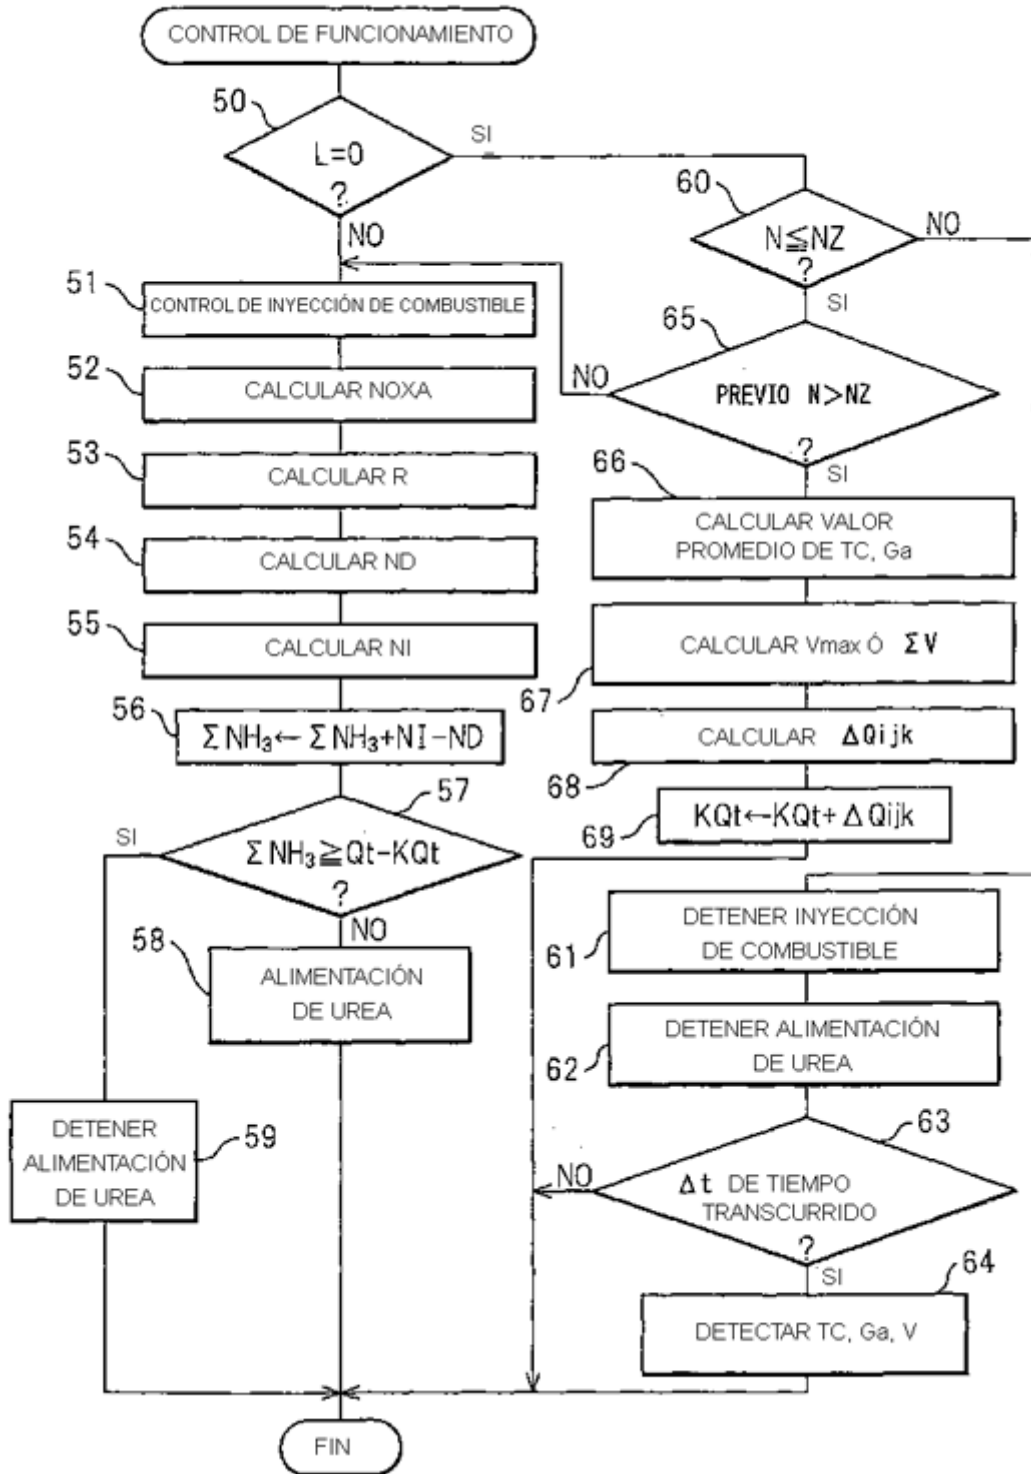 CONTROL DE FUNCIONAMIENTO
50
L=0
?
SI
NO
60
N≦NZ
?
NO
SI
51
CONTROL DE INYECCIÓN DE COMBUSTIBLE
65
PREVIO N>NZ
?
NO
SI
52
CALCULAR NOXA
53
CALCULAR R
66
CALCULAR VALOR
PROMEDIO DE TC, Ga
54
CALCULAR ND
55
CALCULAR NI
67
CALCULAR Vmax Ó ΣV
56
ΣNH₃←ΣNH₃+NI−ND
68
CALCULAR ΔQijk
57
ΣNH₃≧Qt−KQt
?
SI
NO
69
KQt←KQt+ΔQijk
58
ALIMENTACIÓN
DE UREA
61
DETENER INYECCIÓN
DE COMBUSTIBLE
62
DETENER ALIMENTACIÓN
DE UREA
59
DETENER
ALIMENTACIÓN
DE UREA
63
Δt DE TIEMPO
TRANSCURRIDO
?
NO
SI
64
DETECTAR TC, Ga, V
FIN